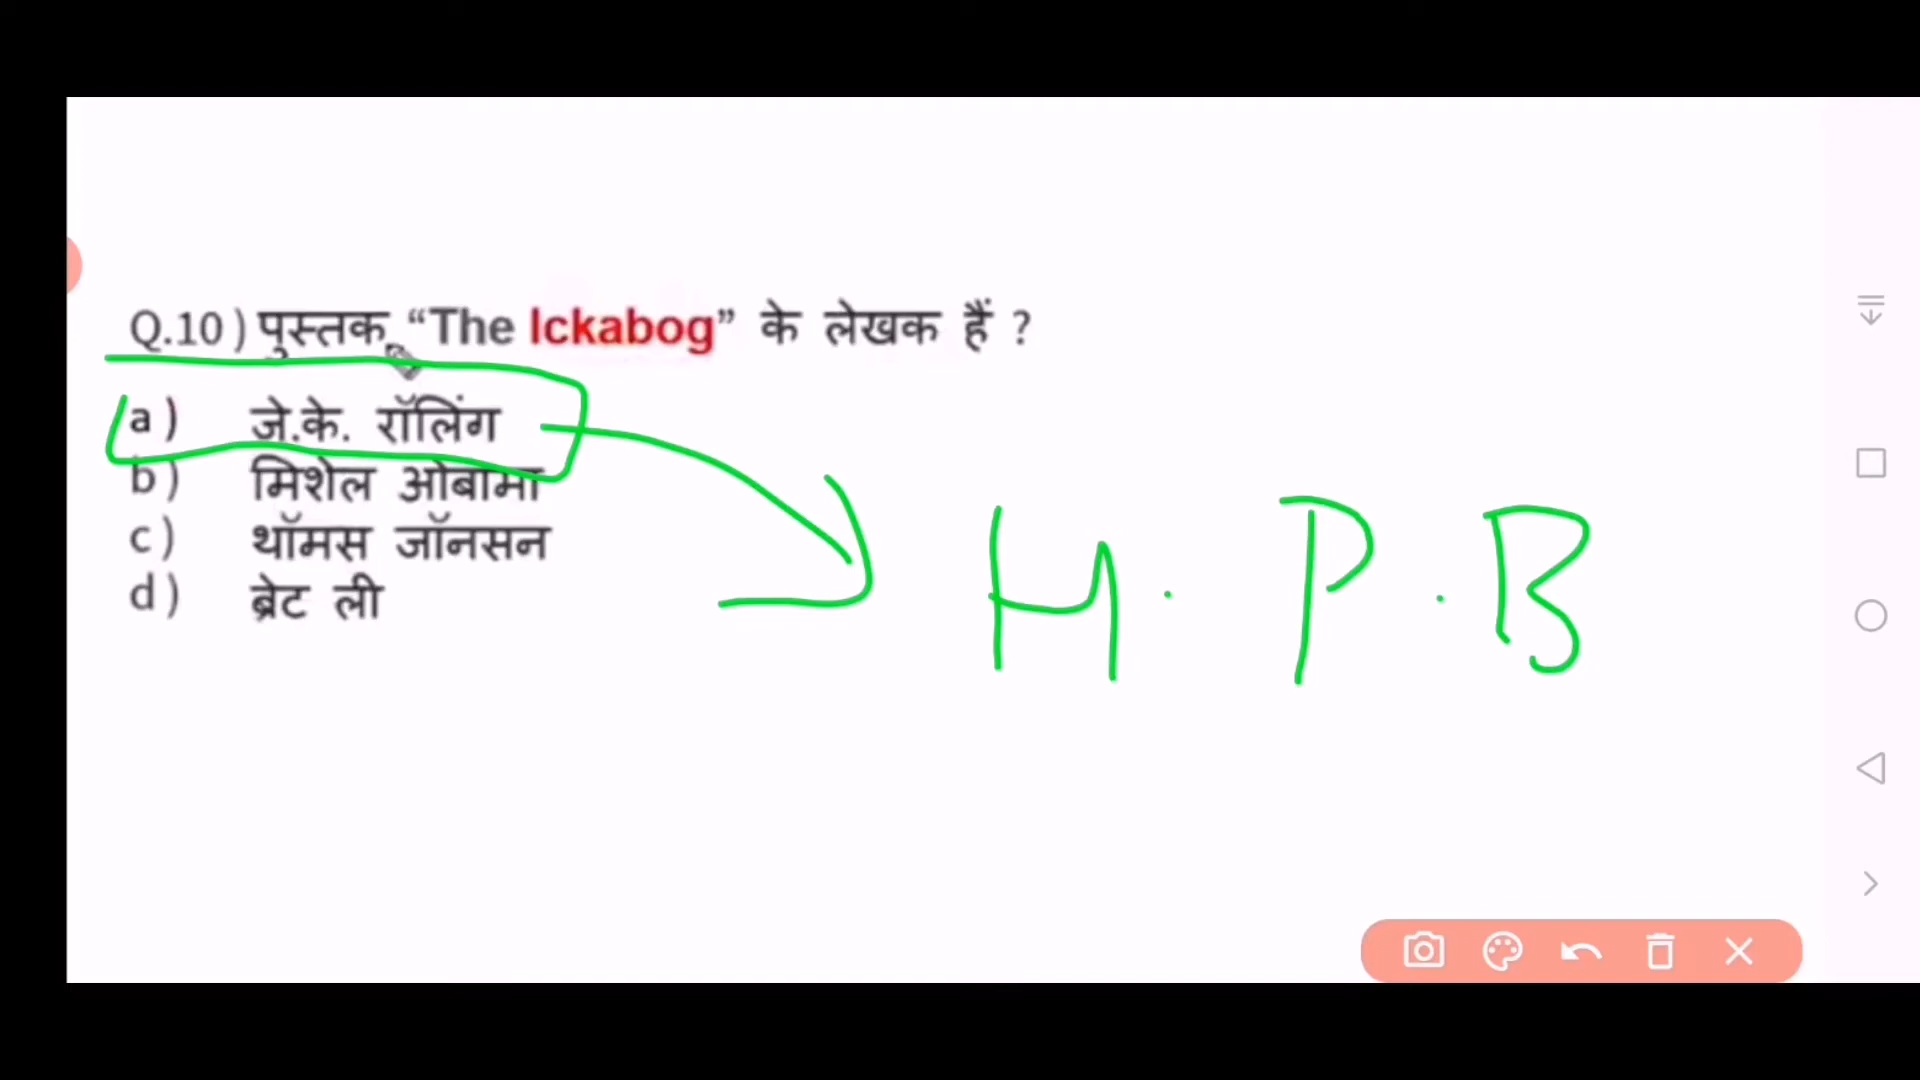 Q.10 ) पुस्तक, “The Ickabog” के लेखक हैं ?
a ) जे.के. रॉलिंग
b ) मिशेल ओबामा
c ) थॉमस जॉनसन
d ) ब्रेट ली
H . P . B